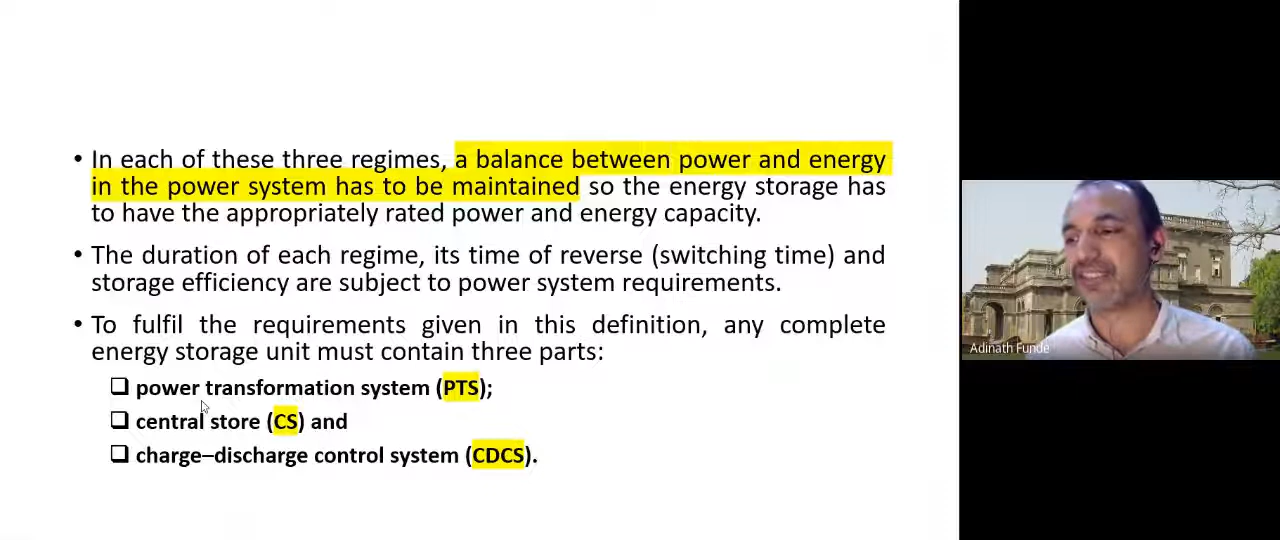 • In each of these three regimes, a balance between power and energy
in the power system has to be maintained so the energy storage has
to have the appropriately rated power and energy capacity.
• The duration of each regime, its time of reverse (switching time) and
storage efficiency are subject to power system requirements.
• To fulfil the requirements given in this definition, any complete
energy storage unit must contain three parts:
❑ power transformation system (PTS);
❑ central store (CS) and
❑ charge–discharge control system (CDCS).
Adinath Funde